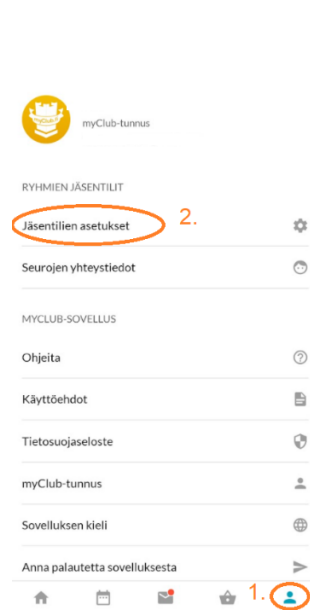 myClub
myClub-tunnus
RYHMIEN JÄSENTILIT
Jäsentilien asetukset
2.
Seurojen yhteystiedot
MYCLUB-SOVELLUS
Ohjeita
?
Käyttöehdot
Tietosuojaseloste
myClub-tunnus
Sovelluksen kieli
Anna palautetta sovelluksesta
1.